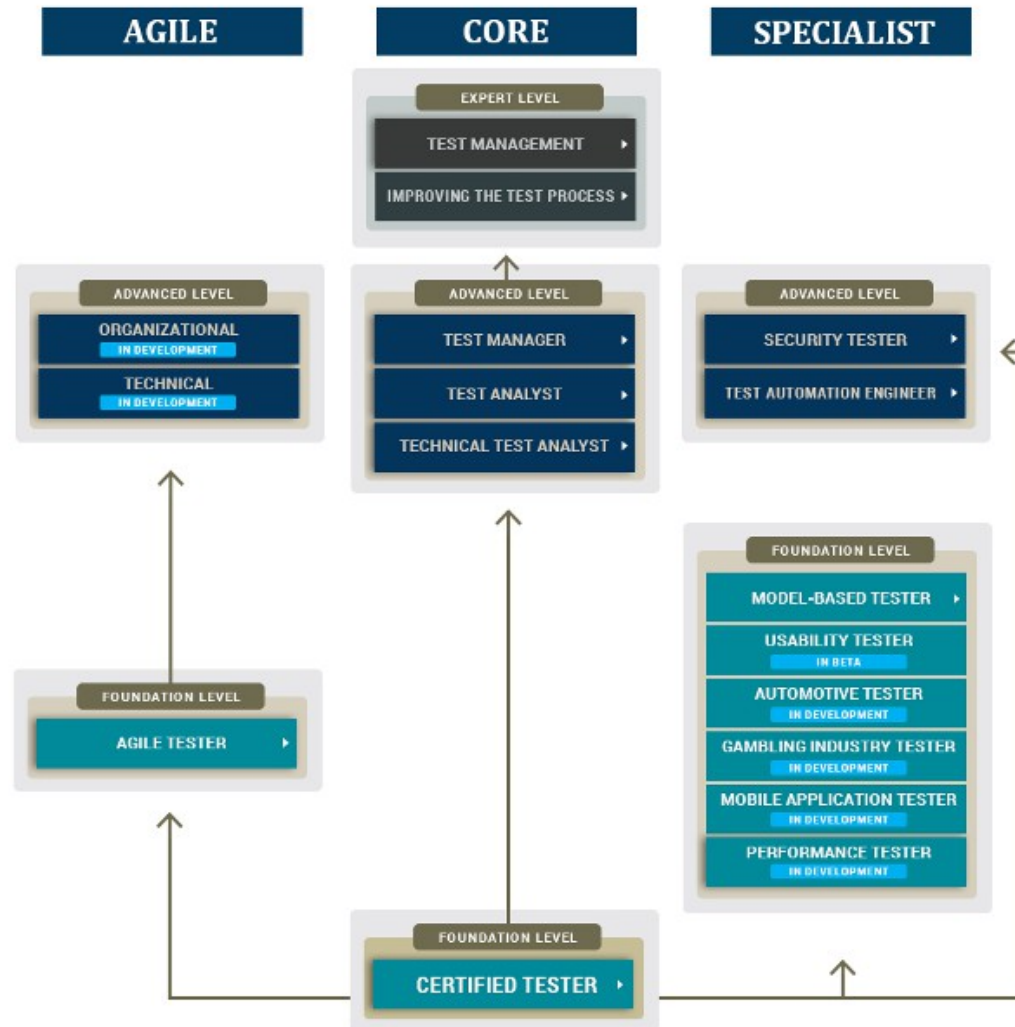 AGILE
CORE
SPECIALIST
EXPERT LEVEL
TEST MANAGEMENT
IMPROVING THE TEST PROCESS
ADVANCED LEVEL
ORGANIZATIONAL
IN DEVELOPMENT
TECHNICAL
IN DEVELOPMENT
ADVANCED LEVEL
TEST MANAGER
TEST ANALYST
TECHNICAL TEST ANALYST
ADVANCED LEVEL
SECURITY TESTER
TEST AUTOMATION ENGINEER
FOUNDATION LEVEL
MODEL-BASED TESTER
USABILITY TESTER
IN BETA
AUTOMOTIVE TESTER
IN DEVELOPMENT
GAMBLING INDUSTRY TESTER
IN DEVELOPMENT
MOBILE APPLICATION TESTER
IN DEVELOPMENT
PERFORMANCE TESTER
IN DEVELOPMENT
FOUNDATION LEVEL
AGILE TESTER
FOUNDATION LEVEL
CERTIFIED TESTER